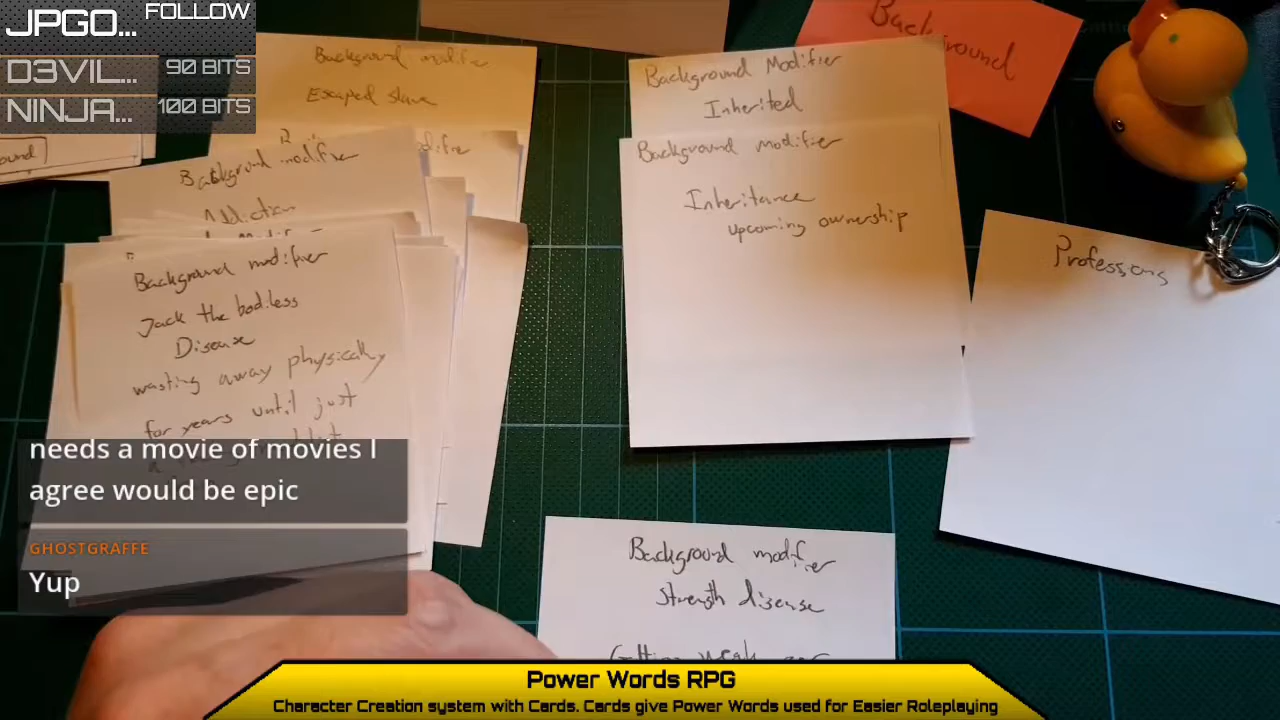 JPGO... FOLLOW
D3VIL... 90 BITS
NINJA... 100 BITS
Background modifier
Escaped slave
Background modifier
Addiction
Background modifier
Jack the bodiless
Disease
wasting away physically
for years until just
needs a movie of movies I
agree would be epic
GHOSTGRAFFE
Yup
Background Modifier
Inherited
Background modifier
Inheritance
upcoming ownership
Background
Professions
Background modifier
Strength disease
Getting weak
Power Words RPG
Character Creation system with Cards. Cards give Power Words used for Easier Roleplaying